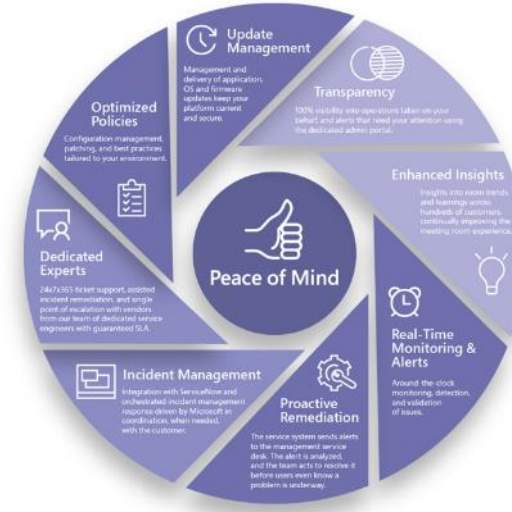 Update
Management
Management and
delivery of application,
OS and firmware
updates keep your
platform current
and secure.
Transparency
100% visibility into operations taken on your
behalf, and alerts that need your attention using
the dedicated admin portal.
Enhanced Insights
Insights into room trends
and learnings across
hundreds of customers,
continually improving the
meeting room experience.
Real-Time
Monitoring &
Alerts
Around-the-clock
monitoring, detection,
and validation
of issues.
Proactive
Remediation
The service system sends alerts
to the management service
desk. The alert is analyzed,
and the team acts to resolve it
before users even know a
problem is underway.
Incident Management
Integration with ServiceNow and
orchestrated incident management
response driven by Microsoft in
coordination, when needed,
with the customer.
Dedicated
Experts
24x7x365 ticket support, assisted
incident remediation, and single
point of escalation with vendors
from our team of dedicated service
engineers with guaranteed SLA.
Optimized
Policies
Configuration management,
patching, and best practices
tailored to your environment.
Peace of Mind